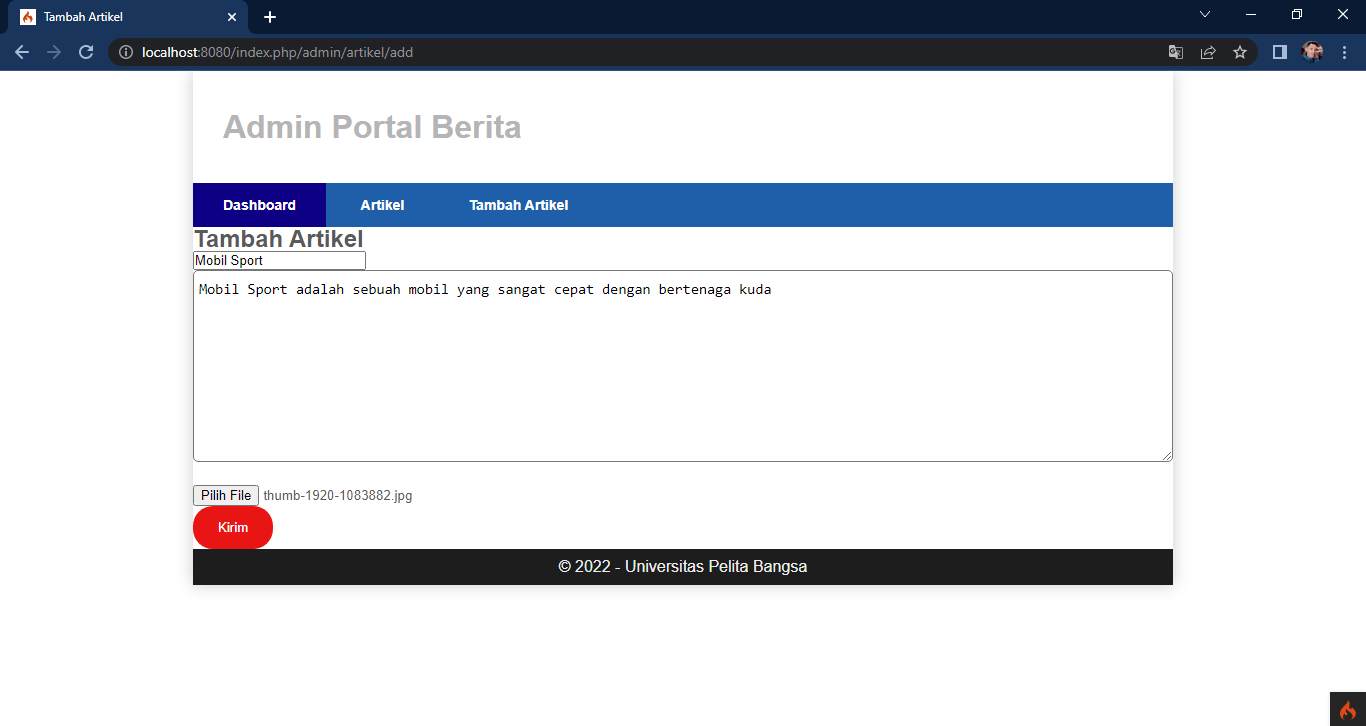 Tambah Artikel
localhost:8080/index.php/admin/artikel/add
Admin Portal Berita
Dashboard Artikel Tambah Artikel
Tambah Artikel
Mobil Sport
Mobil Sport adalah sebuah mobil yang sangat cepat dengan bertenaga kuda
Pilih File thumb-1920-1083882.jpg
Kirim
© 2022 - Universitas Pelita Bangsa